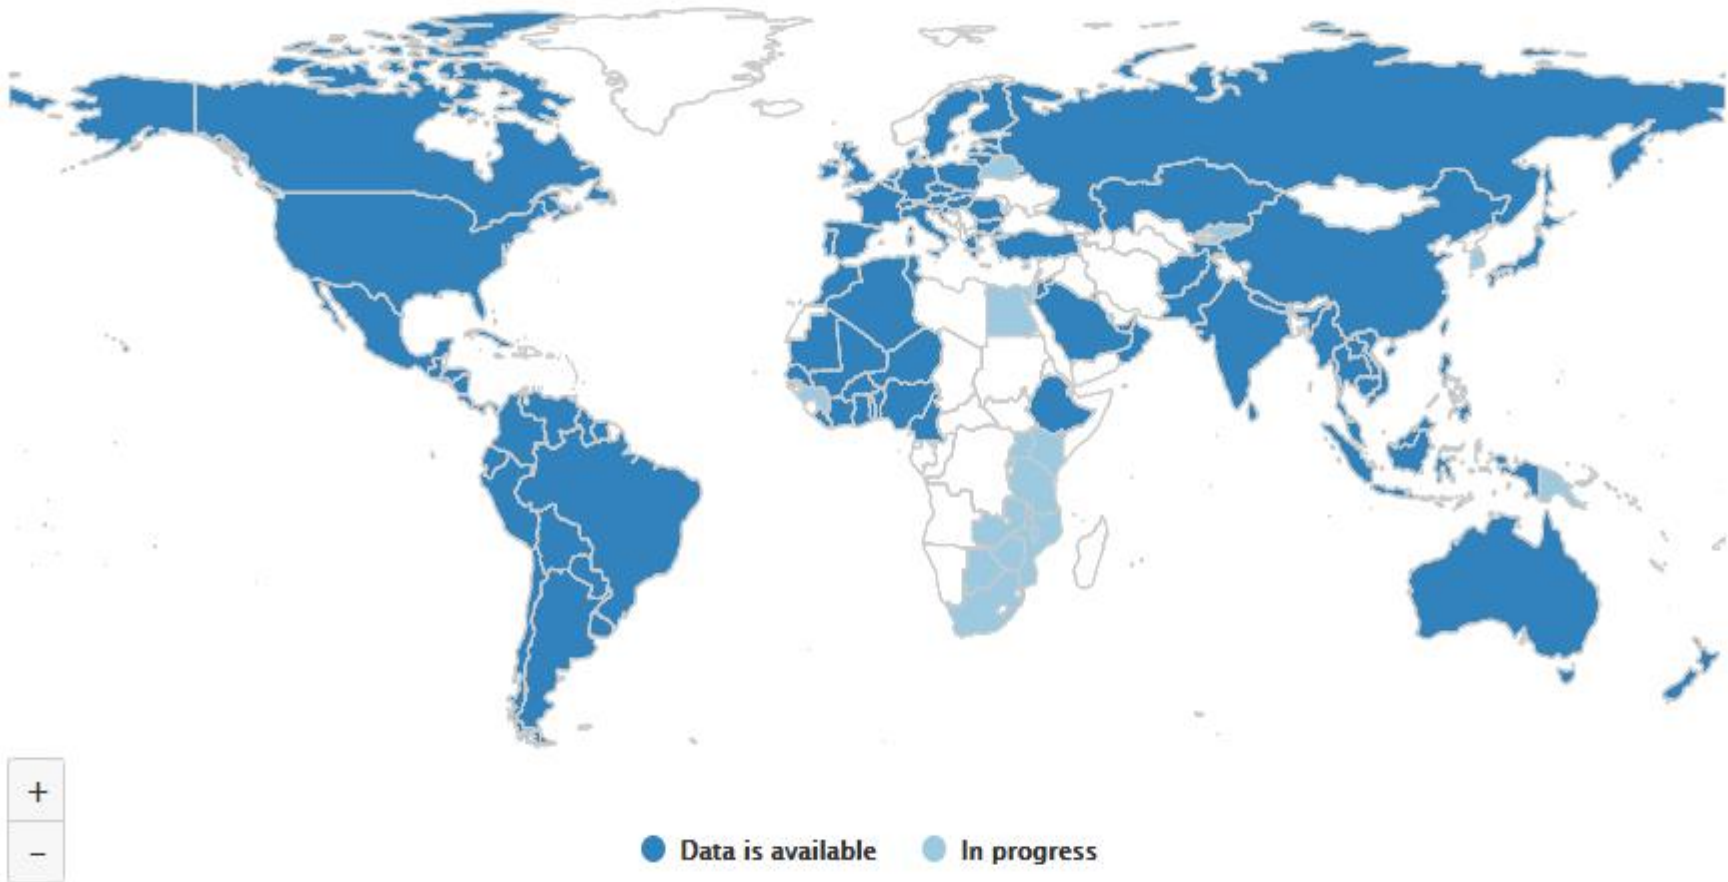 +
–
Data is available
In progress